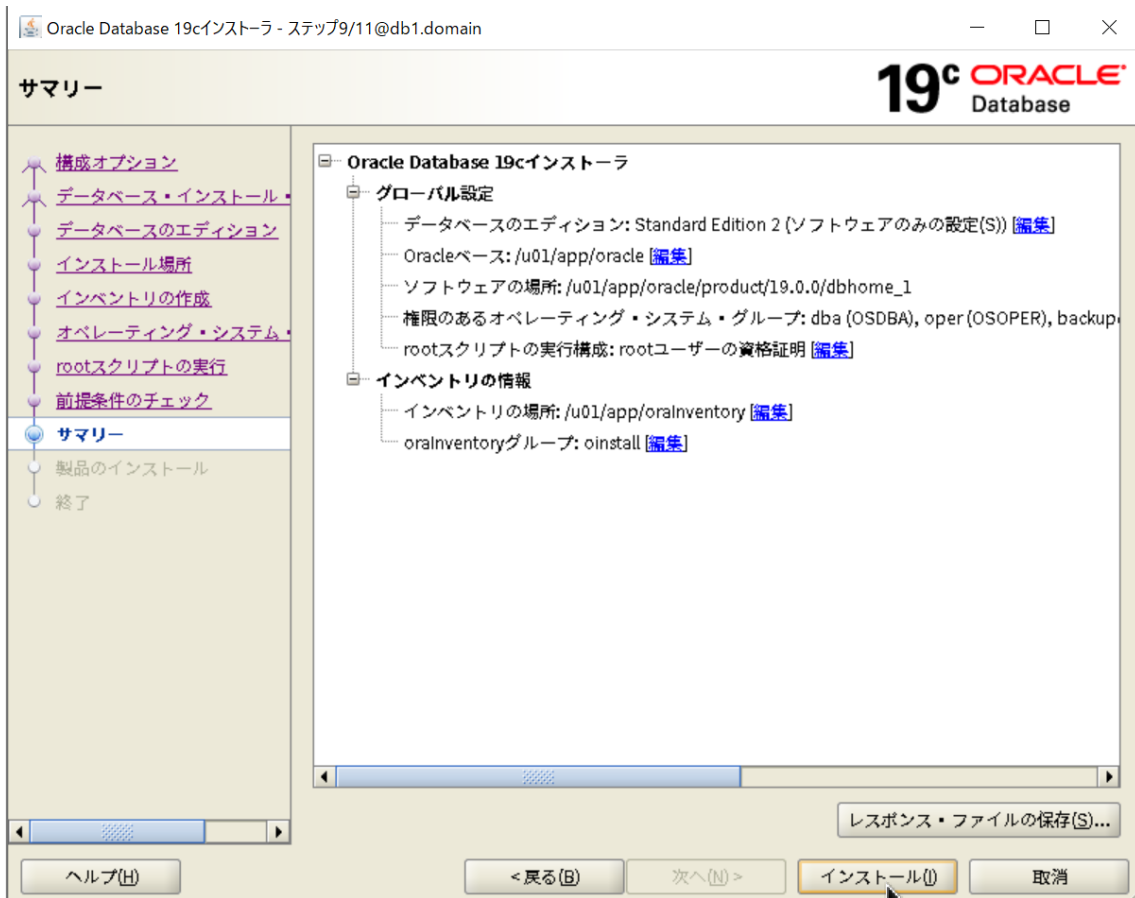 Oracle Database 19cインストーラ - ステップ9/11@db1.domain
サマリー
19c ORACLE Database
構成オプション
データベース・インストール・
データベースのエディション
インストール場所
インベントリの作成
オペレーティング・システム・
rootスクリプトの実行
前提条件のチェック
サマリー
製品のインストール
終了
Oracle Database 19cインストーラ
グローバル設定
データベースのエディション: Standard Edition 2 (ソフトウェアのみの設定(S)) [編集]
Oracleベース: /u01/app/oracle [編集]
ソフトウェアの場所: /u01/app/oracle/product/19.0.0/dbhome_1
権限のあるオペレーティング・システム・グループ: dba (OSDBA), oper (OSOPER), backup
rootスクリプトの実行構成: rootユーザーの資格証明 [編集]
インベントリの情報
インベントリの場所: /u01/app/oraInventory [編集]
oraInventoryグループ: oinstall [編集]
レスポンス・ファイルの保存(S)...
ヘルプ(H)
<戻る(B)
次へ(N)>
インストール(I)
取消